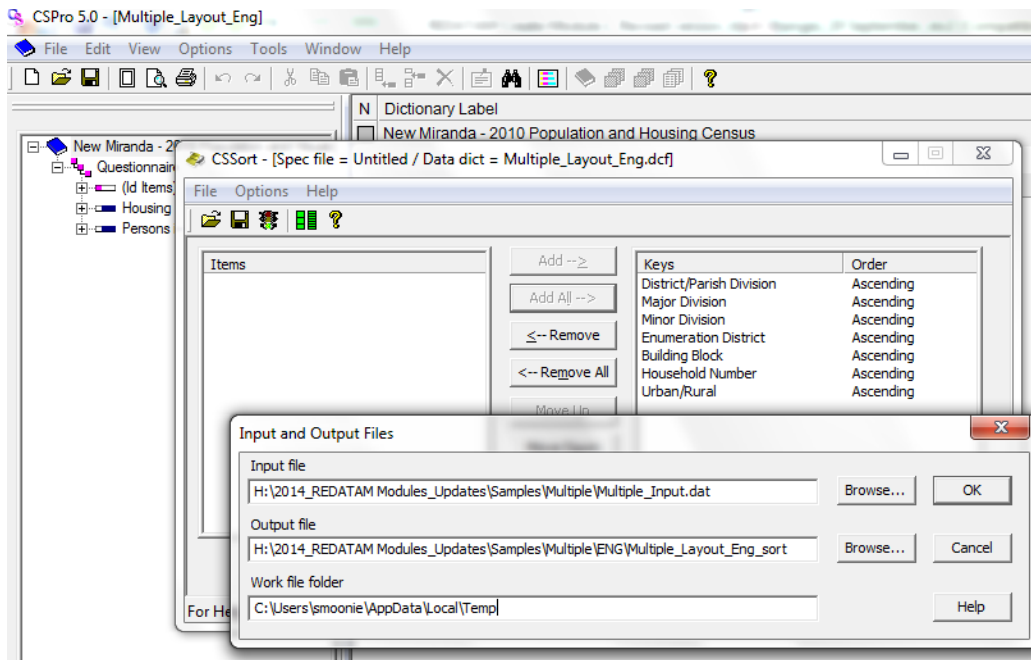 CSPro 5.0 - [Multiple_Layout_Eng]
File Edit View Options Tools Window Help
N Dictionary Label
New Miranda - 2010 Population and Housing Census
New Miranda - 2
Questionnair
(Id Items)
Housing
Persons
CSSort - [Spec file = Untitled / Data dict = Multiple_Layout_Eng.dcf]
File Options Help
Items
Add -->
Add All -->
<-- Remove
<-- Remove All
Move Up
Keys Order
District/Parish Division Ascending
Major Division Ascending
Minor Division Ascending
Enumeration District Ascending
Building Block Ascending
Household Number Ascending
Urban/Rural Ascending
For He
Input and Output Files
Input file
H:\2014_REDATAM Modules_Updates\Samples\Multiple\Multiple_Input.dat
Browse... OK
Output file
H:\2014_REDATAM Modules_Updates\Samples\Multiple\ENG\Multiple_Layout_Eng_sort
Browse... Cancel
Work file folder
C:\Users\smoonie\AppData\Local\Temp
Help